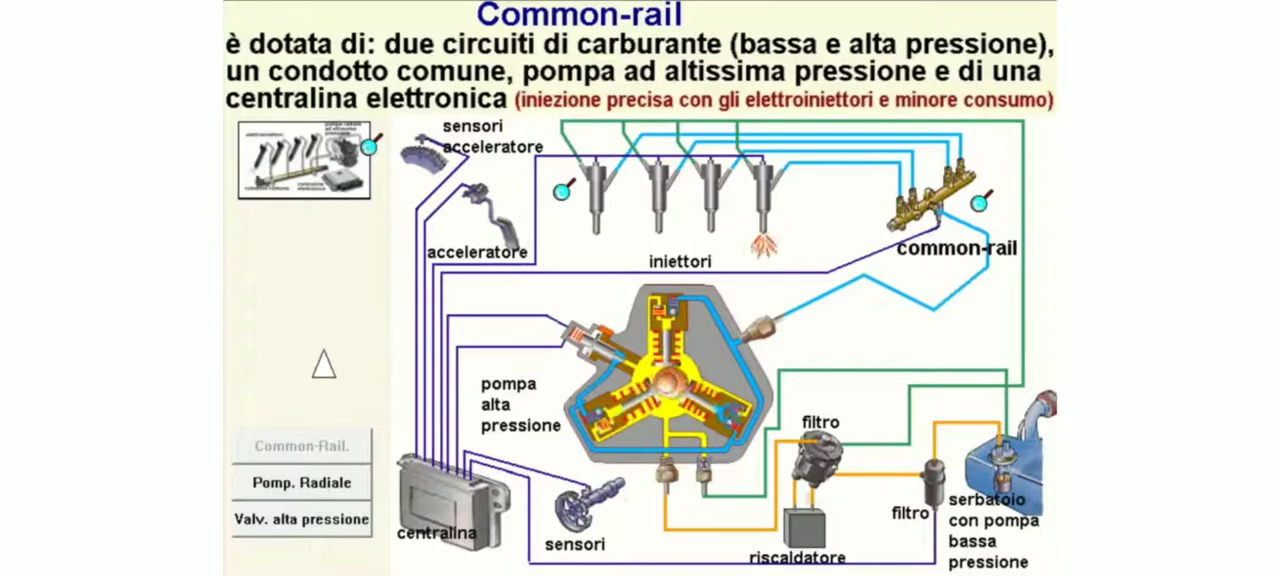 Common-rail
è dotata di: due circuiti di carburante (bassa e alta pressione),
un condotto comune, pompa ad altissima pressione e di una
centralina elettronica (iniezione precisa con gli elettroiniettori e minore consumo)
sensori
acceleratore
acceleratore
iniettori
common-rail
pompa
alta
pressione
filtro
Common-Rail.
Pomp. Radiale
Valv. alta pressione
centralina
sensori
riscaldatore
filtro
serbatoio
con pompa
bassa
pressione